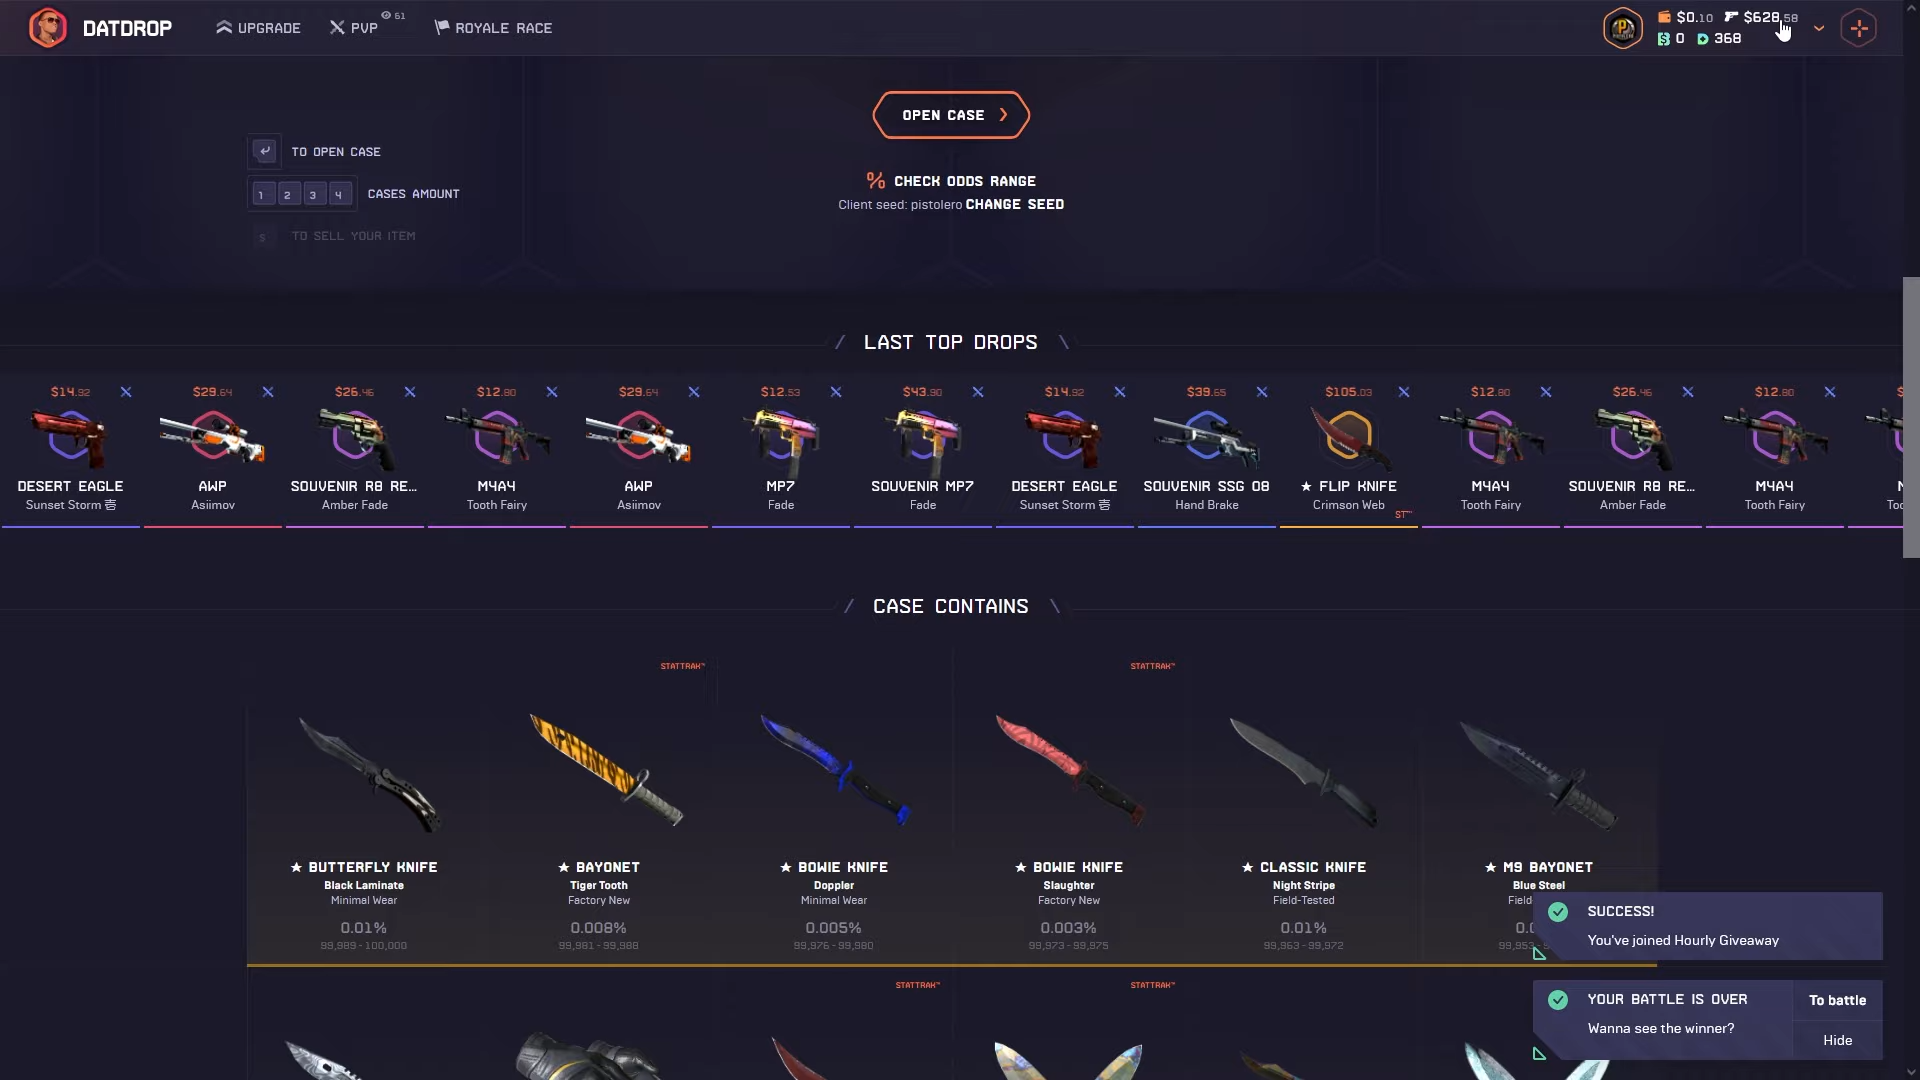 DATDROP
UPGRADE
PVP
61
ROYALE RACE
$0.10
$628.58
0
368
OPEN CASE
TO OPEN CASE
1 2 3 4 CASES AMOUNT
S TO SELL YOUR ITEM
CHECK ODDS RANGE
Client seed: pistolero CHANGE SEED
LAST TOP DROPS
$14.92 $29.64 $26.46 $12.80 $29.64 $12.53 $43.90 $14.92 $39.65 $105.03 $12.80 $26.46 $12.80
DESERT EAGLE AWP SOUVENIR R8 RE... M4A4 AWP MP7 SOUVENIR MP7 DESERT EAGLE SOUVENIR SSG 08 ★ FLIP KNIFE M4A4 SOUVENIR R8 RE... M4A4
Sunset Storm 壱 Asiimov Amber Fade Tooth Fairy Asiimov Fade Fade Sunset Storm 壱 Hand Brake Crimson Web Tooth Fairy Amber Fade Tooth Fairy
ST™
CASE CONTAINS
STATTRAK™ STATTRAK™
★ BUTTERFLY KNIFE ★ BAYONET ★ BOWIE KNIFE ★ BOWIE KNIFE ★ CLASSIC KNIFE ★ M9 BAYONET
Black Laminate Tiger Tooth Doppler Slaughter Night Stripe Blue Steel
Minimal Wear Factory New Minimal Wear Factory New Field-Tested
0.01% 0.008% 0.005% 0.003% 0.01%
99,989 - 100,000 99,981 - 99,988 99,976 - 99,980 99,973 - 99,975 99,963 - 99,972
STATTRAK™ STATTRAK™
SUCCESS!
You've joined Hourly Giveaway
YOUR BATTLE IS OVER
Wanna see the winner?
To battle
Hide